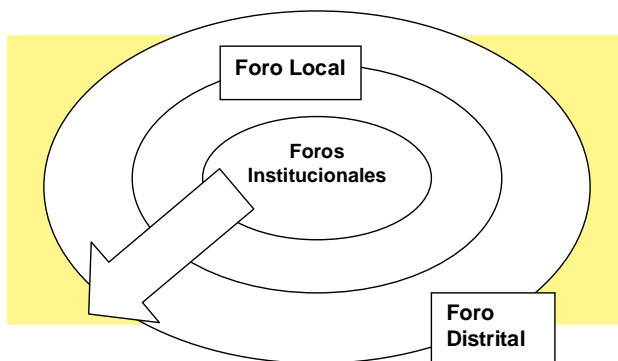 Foro Local
Foros
Institucionales
Foro
Distrital